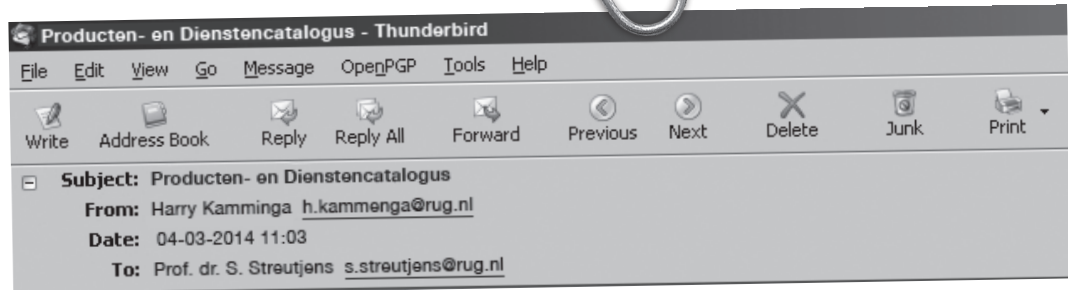 Producten- en Dienstencatalogus - Thunderbird
File Edit View Go Message OpenPGP Tools Help
Write Address Book Reply Reply All Forward Previous Next Delete Junk Print
Subject: Producten- en Dienstencatalogus
From: Harry Kamminga h.kammenga@rug.nl
Date: 04-03-2014 11:03
To: Prof. dr. S. Streutjens s.streutjens@rug.nl